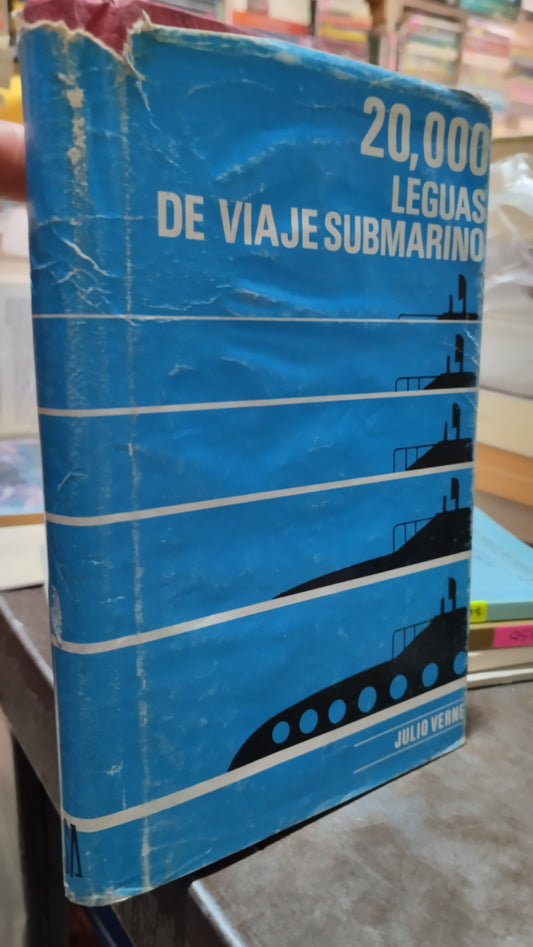 20,000
LEGUAS
DE VIAJE SUBMARINO
JULIO VERNE